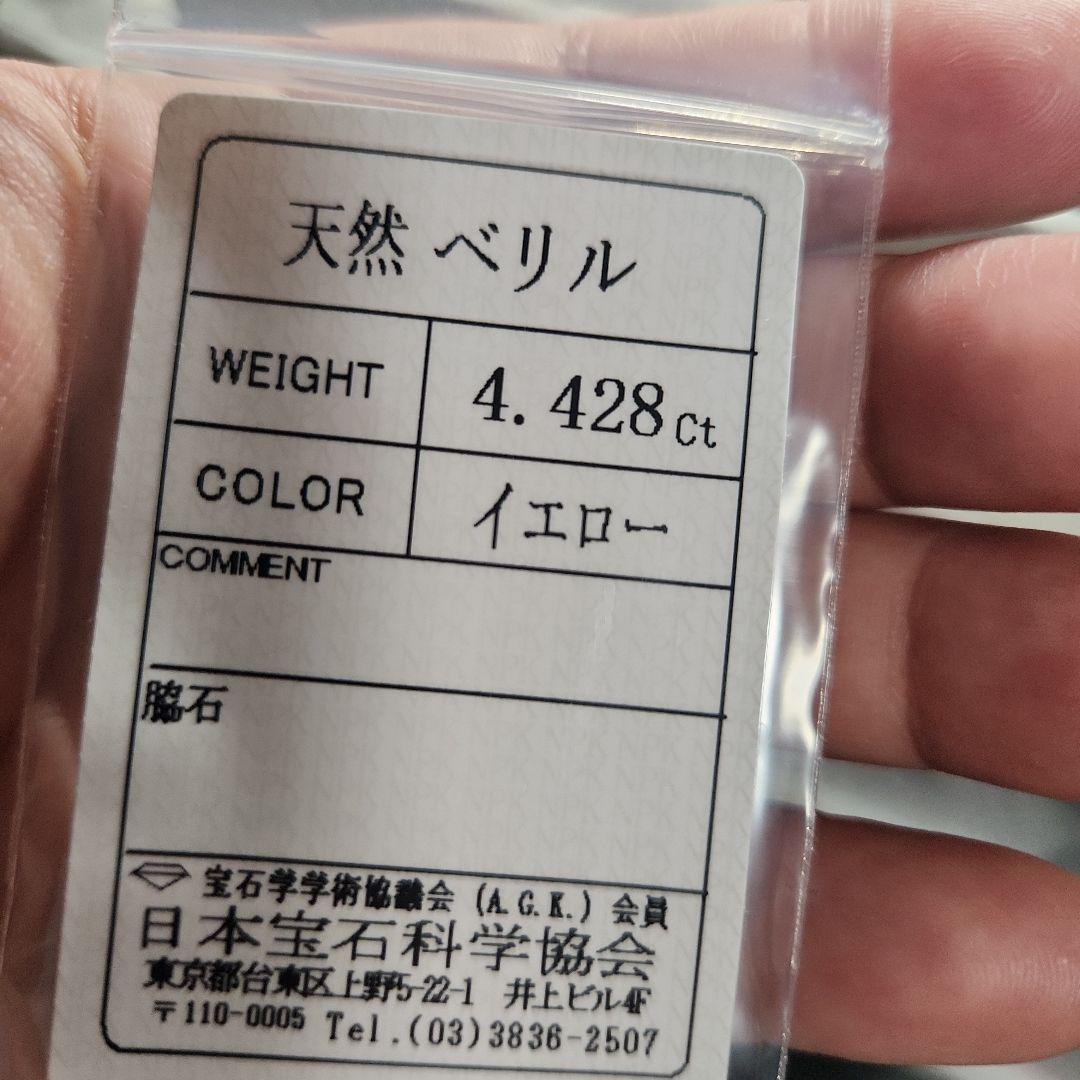 天然 ベリル
WEIGHT 4.428ct
COLOR イエロー
COMMENT
脇石
宝石学学術協議会 (A.G.K.) 会員
日本宝石科学協会
東京都台東区上野5-22-1 井上ビル4F
〒110-0005 Tel.(03)3836-2507